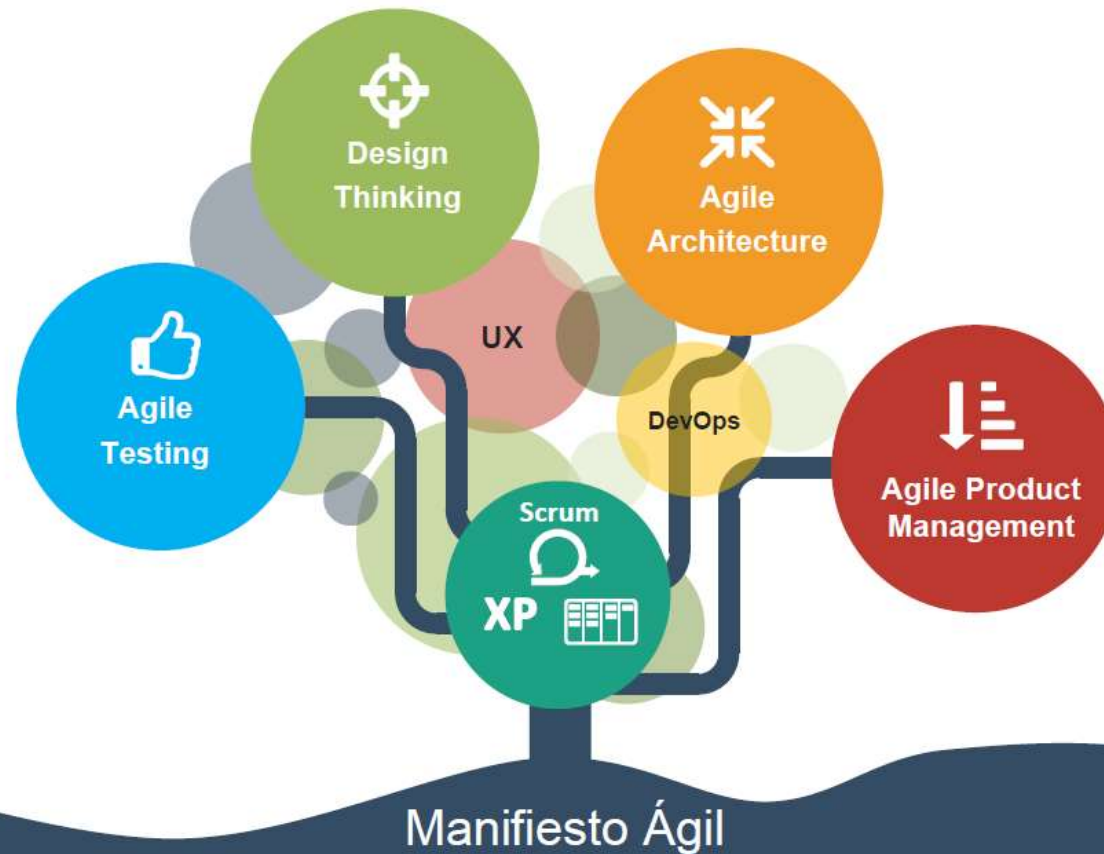 Design
Thinking
Agile
Architecture
UX
Agile
Testing
DevOps
Agile Product
Management
Scrum
XP
Manifiesto Ágil